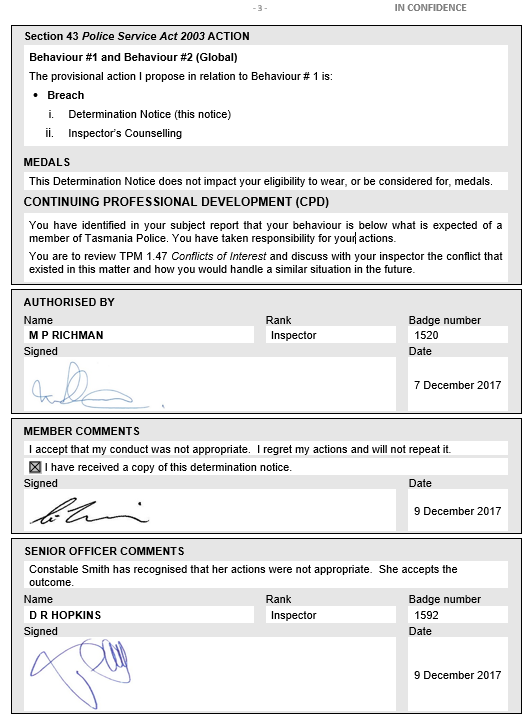 - 3 -
IN CONFIDENCE
Section 43 Police Service Act 2003 ACTION
Behaviour #1 and Behaviour #2 (Global)
The provisional action I propose in relation to Behaviour # 1 is:
• Breach
i. Determination Notice (this notice)
ii. Inspector's Counselling
MEDALS
This Determination Notice does not impact your eligibility to wear, or be considered for, medals.
CONTINUING PROFESSIONAL DEVELOPMENT (CPD)
You have identified in your subject report that your behaviour is below what is expected of a
member of Tasmania Police. You have taken responsibility for your actions.
You are to review TPM 1.47 Conflicts of Interest and discuss with your inspector the conflict that
existed in this matter and how you would handle a similar situation in the future.
AUTHORISED BY
Name Rank Badge number
M P RICHMAN Inspector 1520
Signed Date
7 December 2017
MEMBER COMMENTS
I accept that my conduct was not appropriate. I regret my actions and will not repeat it.
☒ I have received a copy of this determination notice.
Signed Date
9 December 2017
SENIOR OFFICER COMMENTS
Constable Smith has recognised that her actions were not appropriate. She accepts the
outcome.
Name Rank Badge number
D R HOPKINS Inspector 1592
Signed Date
9 December 2017